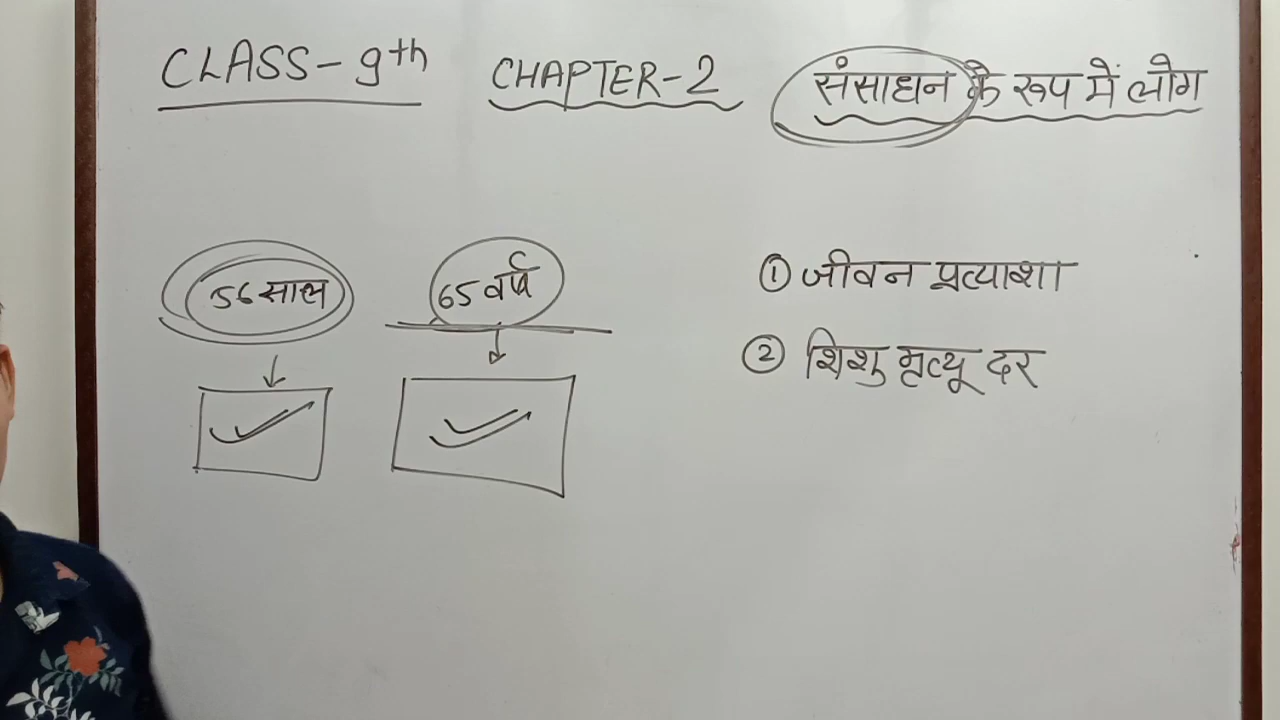 CLASS-9th CHAPTER-2 संसाधन के रूप में लोग
56 साल 65 वर्ष
① जीवन प्रत्याशा
② शिशु मृत्यू दर